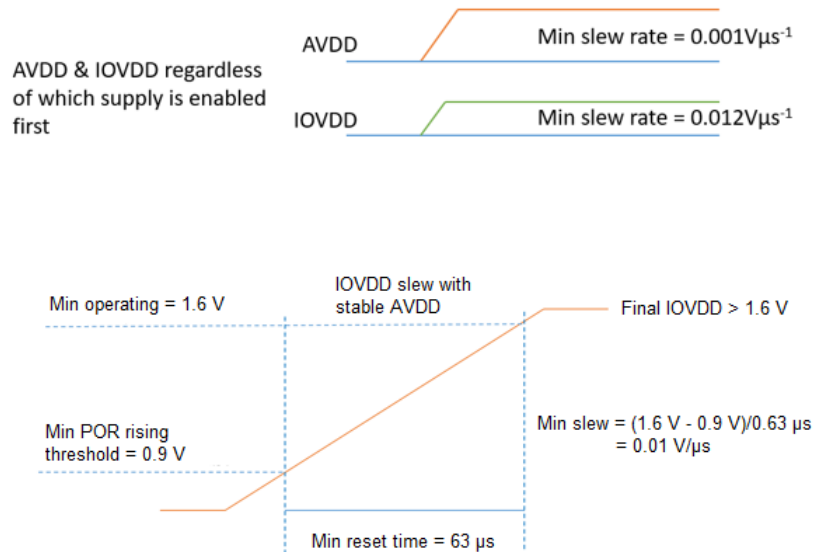 AVDD
Min slew rate = 0.001Vµs⁻¹
AVDD & IOVDD regardless
of which supply is enabled
first
IOVDD
Min slew rate = 0.012Vµs⁻¹
Min operating = 1.6 V
IOVDD slew with
stable AVDD
Final IOVDD > 1.6 V
Min POR rising
threshold = 0.9 V
Min slew = (1.6 V - 0.9 V)/0.63 µs
= 0.01 V/µs
Min reset time = 63 µs